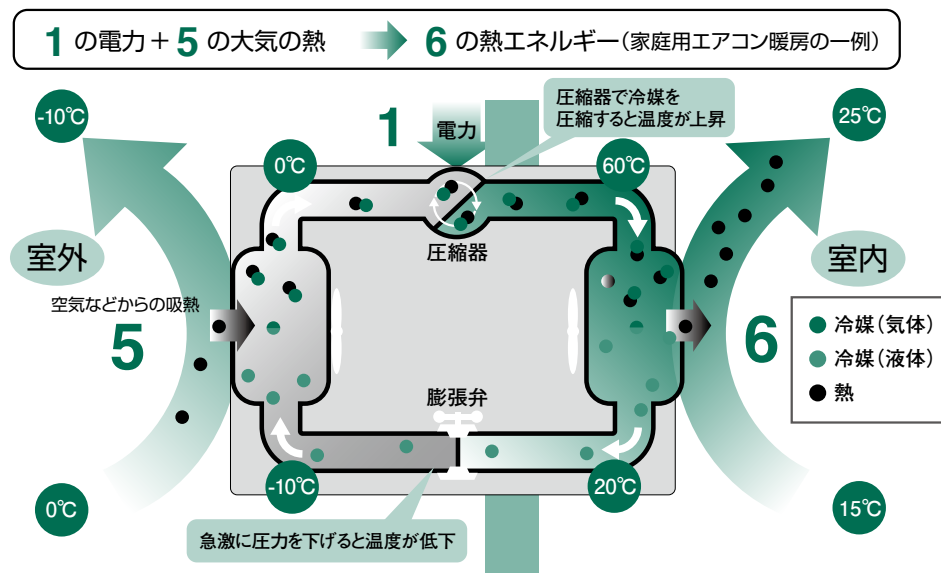 1 の電力+5 の大気の熱 6 の熱エネルギー(家庭用エアコン暖房の一例)
-10℃
1
電力
圧縮器で冷媒を
圧縮すると温度が上昇
25℃
0℃
60℃
圧縮器
室外
室内
空気などからの吸熱
5
6
冷媒(気体)
冷媒(液体)
熱
膨張弁
0℃
-10℃
20℃
15℃
急激に圧力を下げると温度が低下